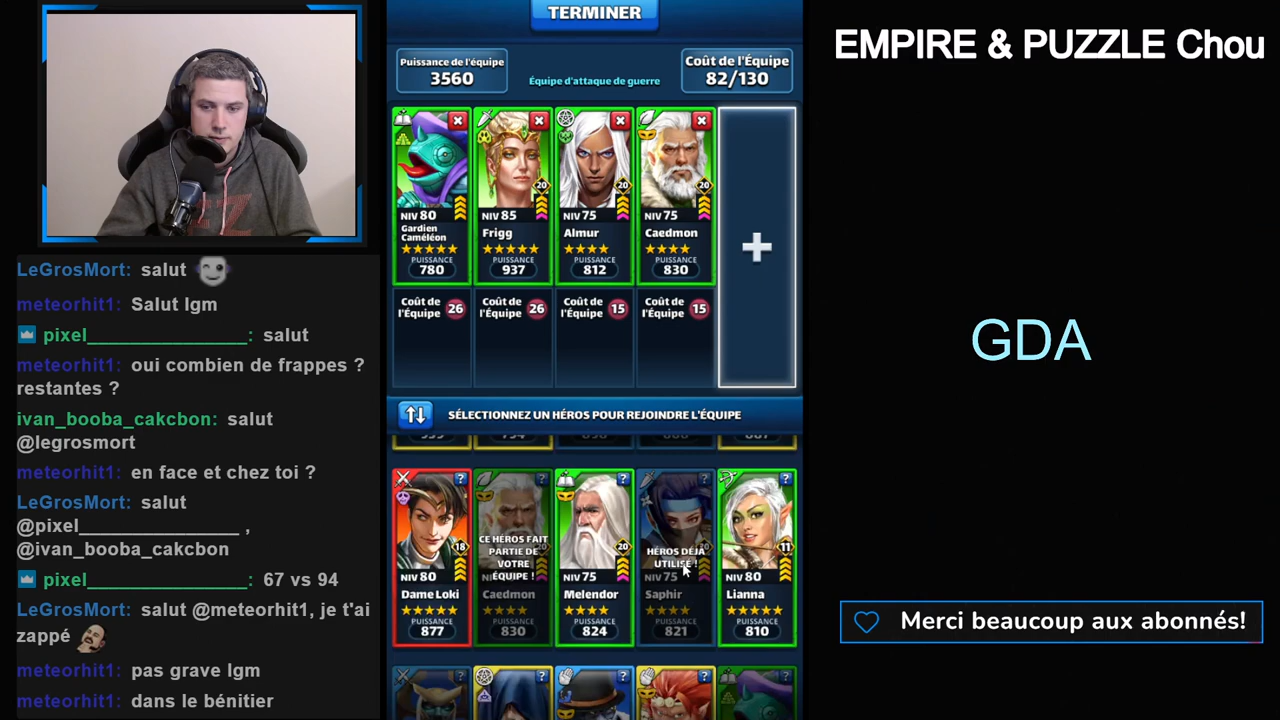 TERMINER
Puissance de l'équipe
3560
Équipe d'attaque de guerre
Coût de l'Équipe
82/130
20
20
20
NIV 80
Gardien
Caméléon
PUISSANCE
780
NIV 85
Frigg
PUISSANCE
937
NIV 75
Almur
PUISSANCE
812
NIV 75
Caedmon
PUISSANCE
830
Coût de
l'Équipe 26
Coût de
l'Équipe 26
Coût de
l'Équipe 15
Coût de
l'Équipe 15
SÉLECTIONNEZ UN HÉROS POUR REJOINDRE L'ÉQUIPE
18
NIV 80
Dame Loki
PUISSANCE
877
CE HÉROS FAIT
PARTIE DE
VOTRE
ÉQUIPE !
Caedmon
PUISSANCE
830
20
NIV 75
Melendor
PUISSANCE
824
HÉROS DÉJÀ
UTILISÉ !
NIV 75
Saphir
PUISSANCE
821
11
NIV 80
Lianna
PUISSANCE
810
LeGrosMort: salut
meteorhit1: Salut lgm
pixel_______________: salut
meteorhit1: oui combien de frappes ?
restantes ?
ivan_booba_cakcbon: salut
@legrosmort
meteorhit1: en face et chez toi ?
LeGrosMort: salut
@pixel_______________ ,
@ivan_booba_cakcbon
pixel_______________: 67 vs 94
LeGrosMort: salut @meteorhit1, je t'ai
zappé
meteorhit1: pas grave lgm
meteorhit1: dans le bénitier
EMPIRE & PUZZLE Chou
GDA
Merci beaucoup aux abonnés!